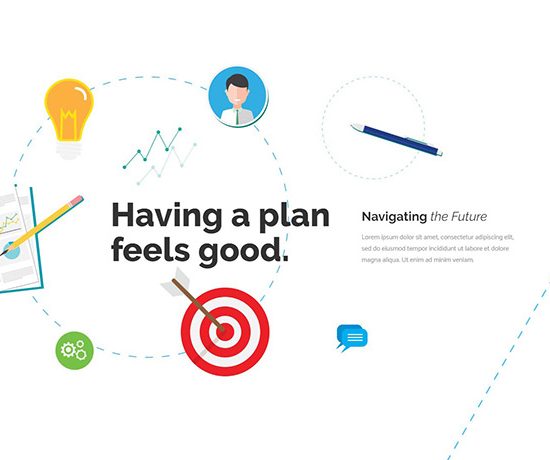 Having a plan
feels good.
Navigating the Future
Lorem ipsum dolor sit amet, consectetur adipiscing elit,
sed do eiusmod tempor incididunt ut labore et dolore
magna aliqua. Ut enim ad minim veniam.